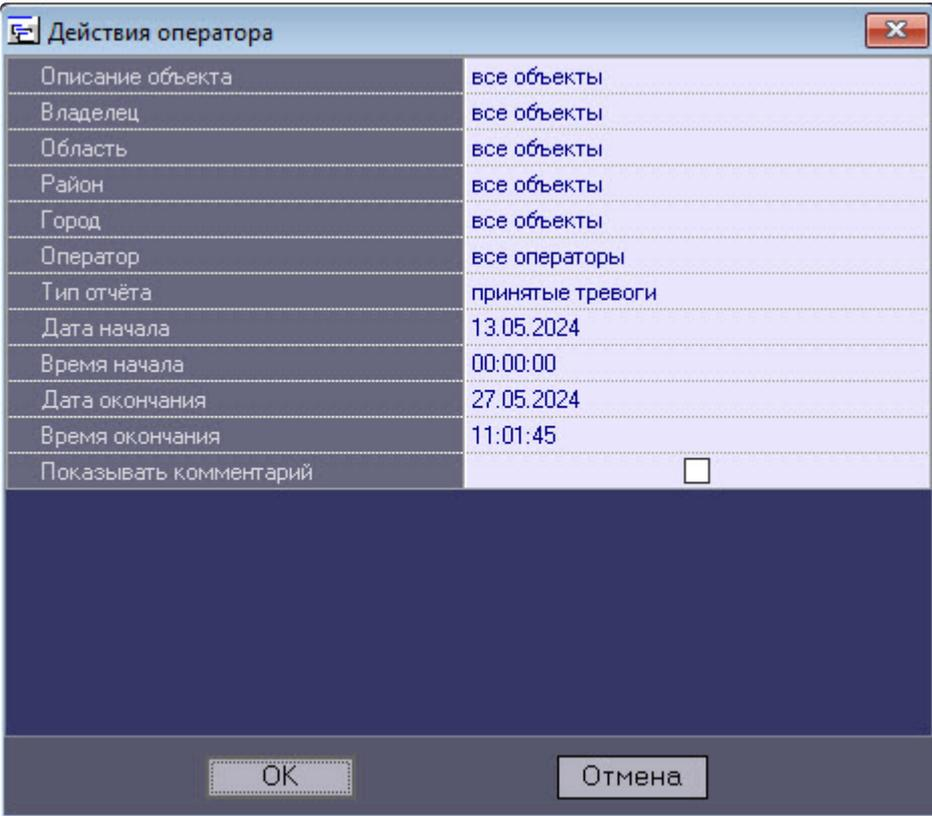 Действия оператора
Описание объекта все объекты
Владелец все объекты
Область все объекты
Район все объекты
Город все объекты
Оператор все операторы
Тип отчёта принятые тревоги
Дата начала 13.05.2024
Время начала 00:00:00
Дата окончания 27.05.2024
Время окончания 11:01:45
Показывать комментарий
OK Отмена